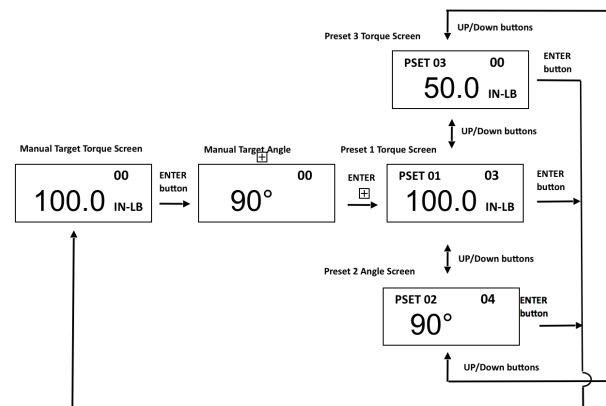 UP/Down buttons
Preset 3 Torque Screen
PSET 03 00
50.0 IN-LB
ENTER
button
UP/Down buttons
Manual Target Torque Screen
00
100.0 IN-LB
ENTER
button
Manual Target Angle
00
90°
ENTER
Preset 1 Torque Screen
PSET 01 03
100.0 IN-LB
ENTER
button
UP/Down buttons
Preset 2 Angle Screen
PSET 02 04
90°
ENTER
button
UP/Down buttons